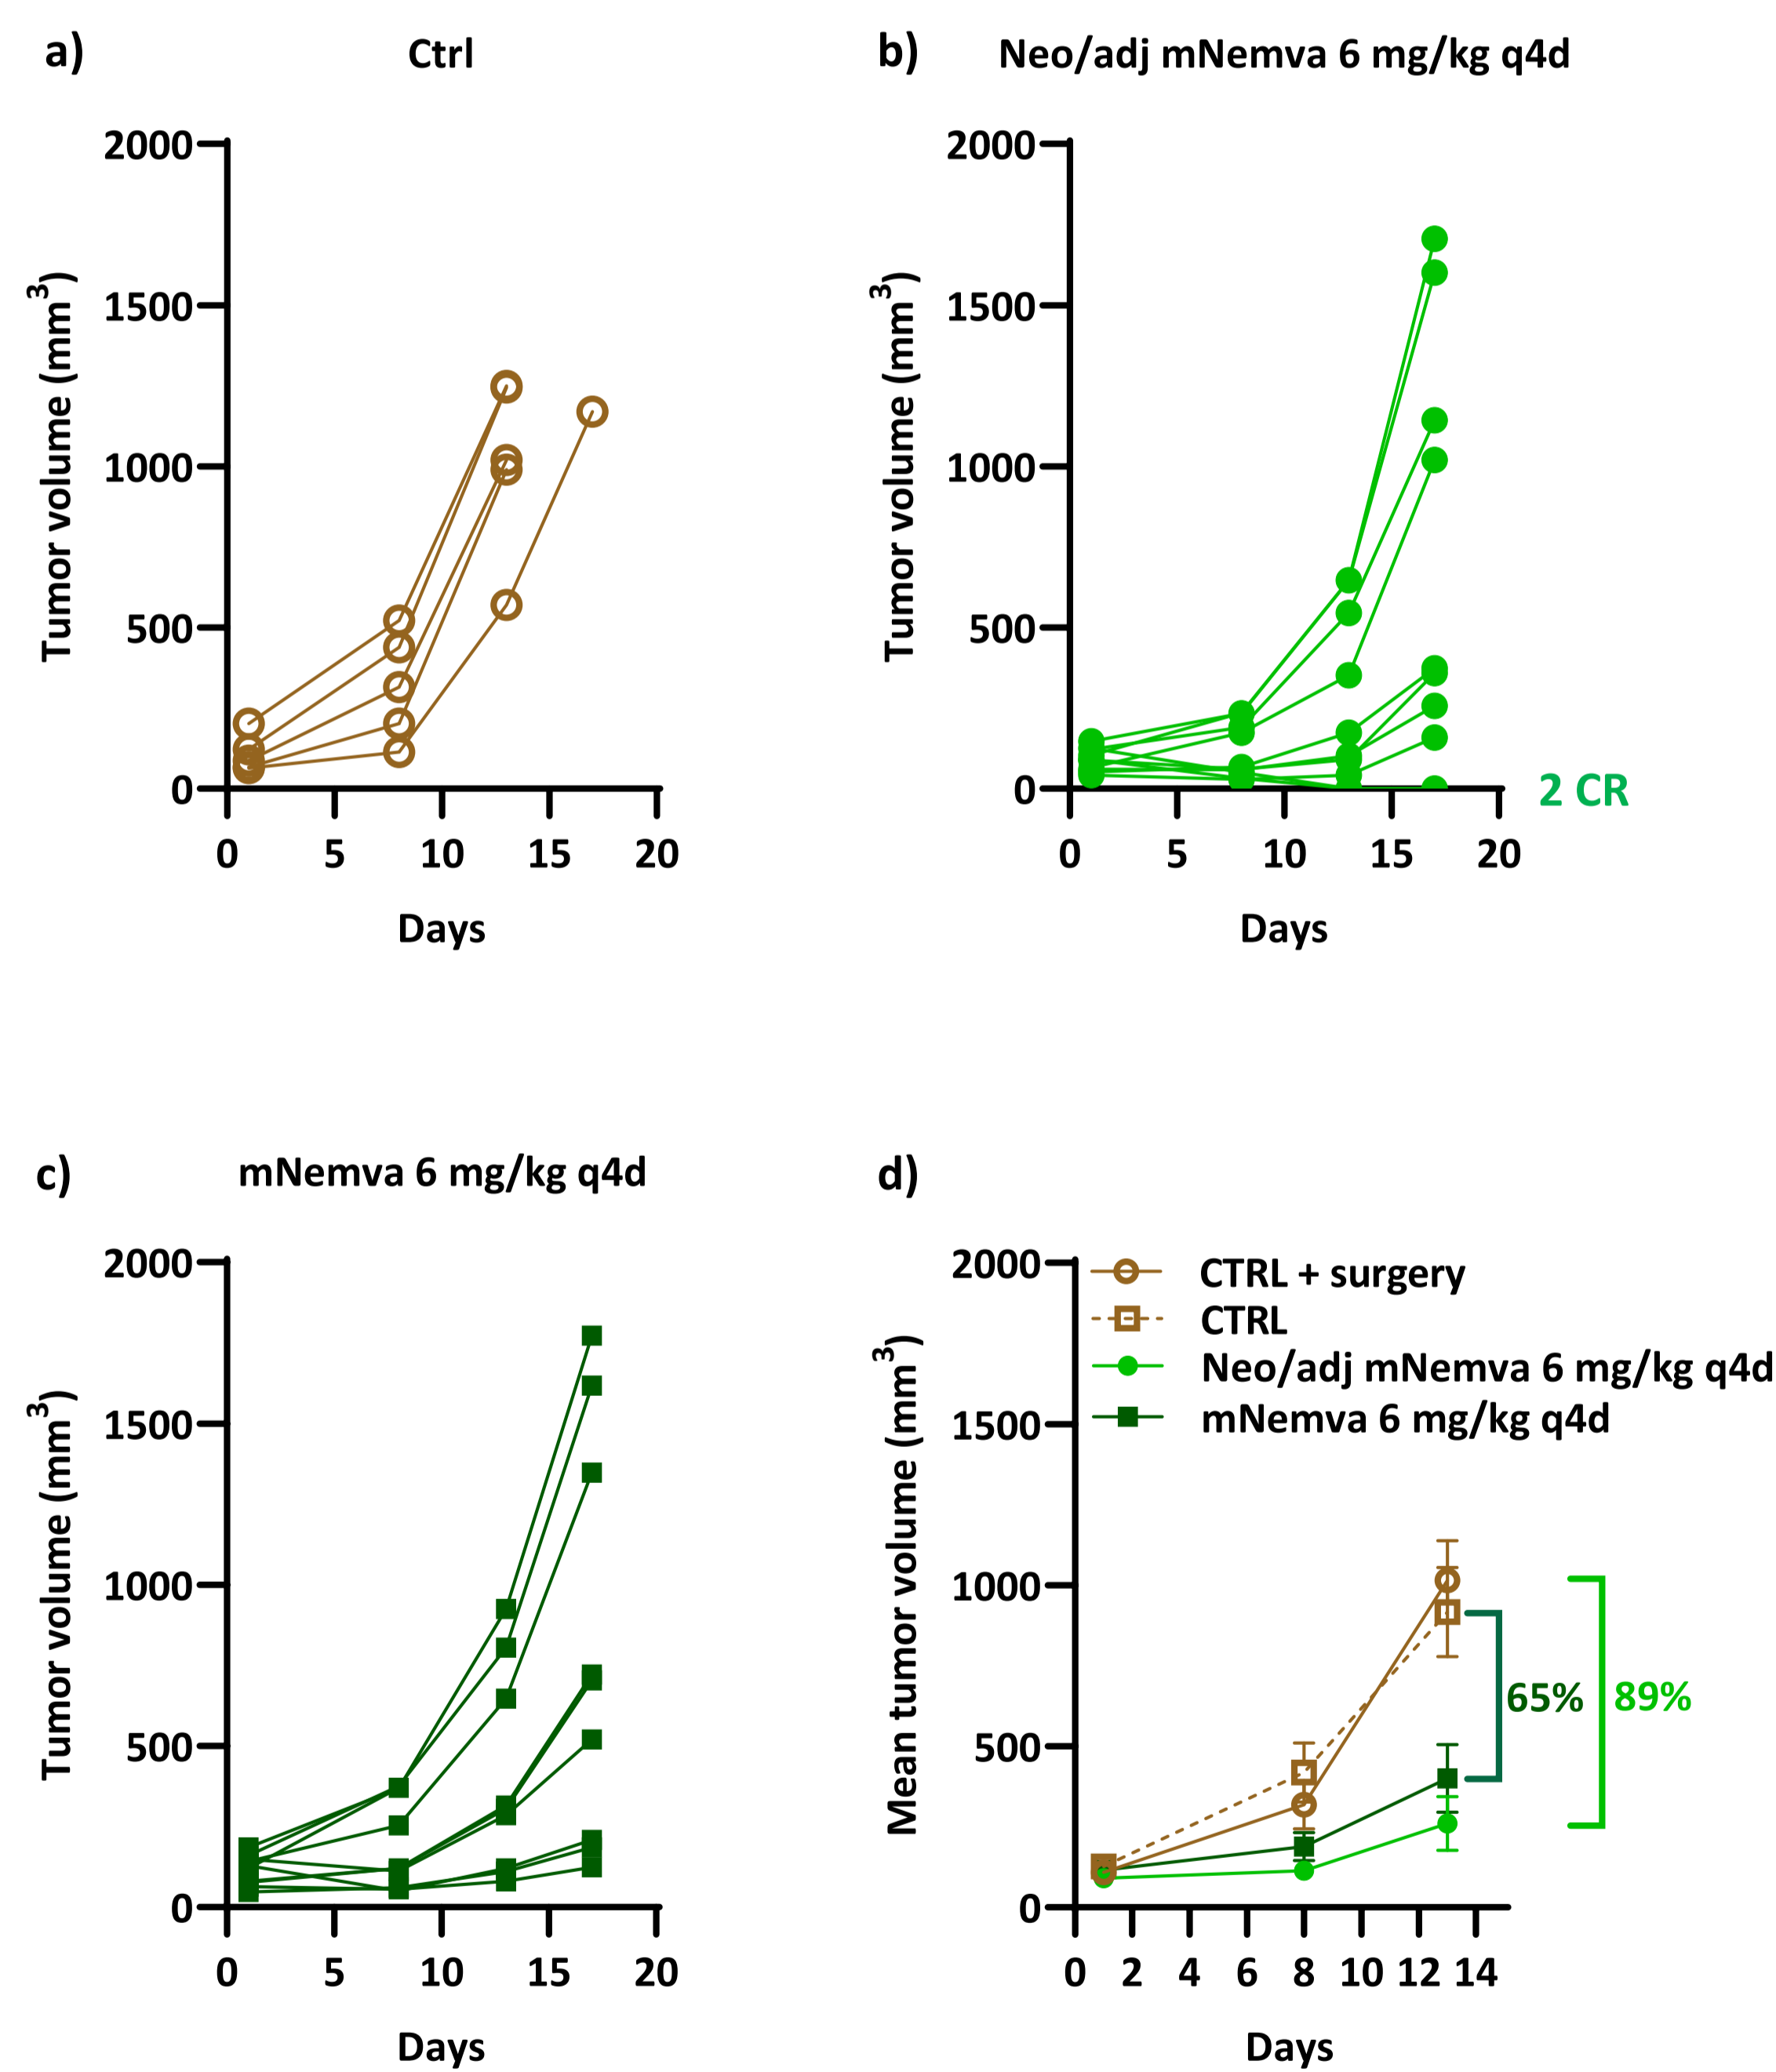 a)
Ctrl
2000
1500
1000
500
0
0 5 10 15 20
Tumor volume (mm³)
Days
b)
Neo/adj mNemva 6 mg/kg q4d
2000
1500
1000
500
0
0 5 10 15 20
Tumor volume (mm³)
2 CR
Days
c)
mNemva 6 mg/kg q4d
2000
1500
1000
500
0
0 5 10 15 20
Tumor volume (mm³)
Days
d)
2000
1500
1000
500
0
0 2 4 6 8 10 12 14
Mean tumor volume (mm³)
CTRL + surgery
CTRL
Neo/adj mNemva 6 mg/kg q4d
mNemva 6 mg/kg q4d
65%
89%
Days